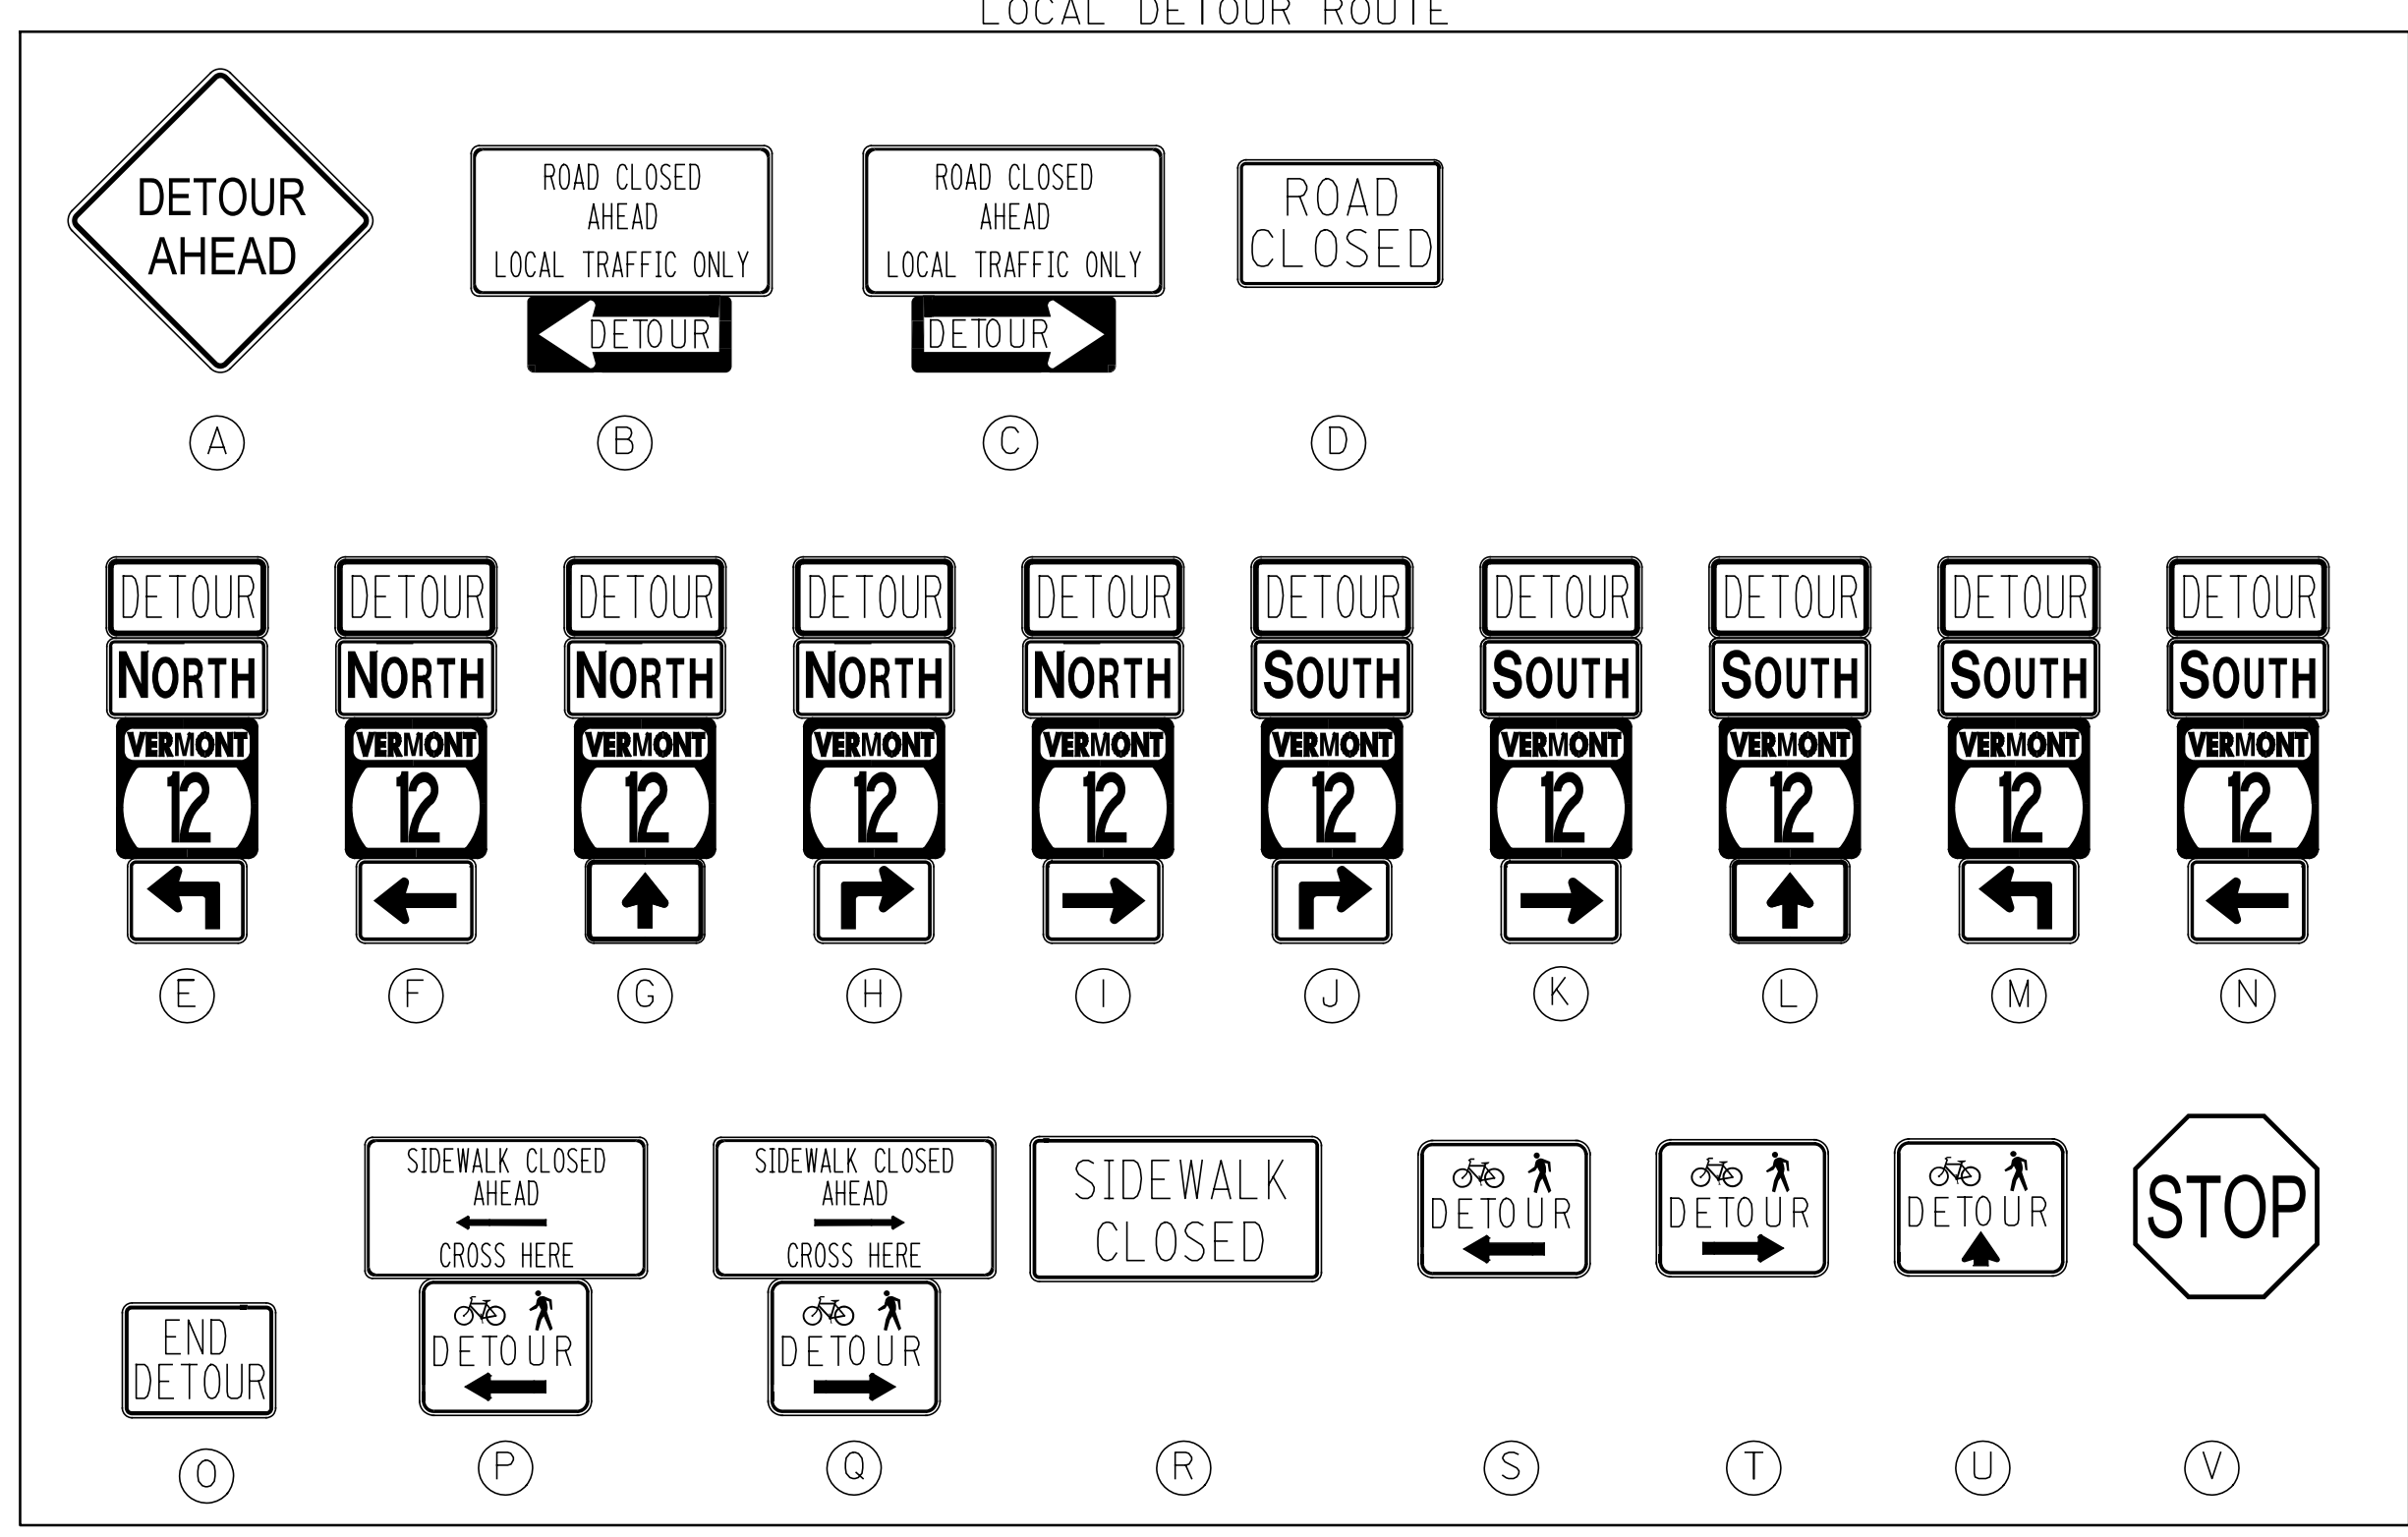 LOCAL DETOUR ROUTE
DETOUR
AHEAD
A
ROAD CLOSED
AHEAD
LOCAL TRAFFIC ONLY
DETOUR
B
ROAD CLOSED
AHEAD
LOCAL TRAFFIC ONLY
DETOUR
C
ROAD
CLOSED
D
DETOUR
NORTH
VERMONT
12
E
DETOUR
NORTH
VERMONT
12
F
DETOUR
NORTH
VERMONT
12
G
DETOUR
NORTH
VERMONT
12
H
DETOUR
NORTH
VERMONT
12
I
DETOUR
SOUTH
VERMONT
12
J
DETOUR
SOUTH
VERMONT
12
K
DETOUR
SOUTH
VERMONT
12
L
DETOUR
SOUTH
VERMONT
12
M
DETOUR
SOUTH
VERMONT
12
N
END
DETOUR
O
SIDEWALK CLOSED
AHEAD
CROSS HERE
DETOUR
P
SIDEWALK CLOSED
AHEAD
CROSS HERE
DETOUR
Q
SIDEWALK
CLOSED
R
DETOUR
S
DETOUR
T
DETOUR
U
STOP
V